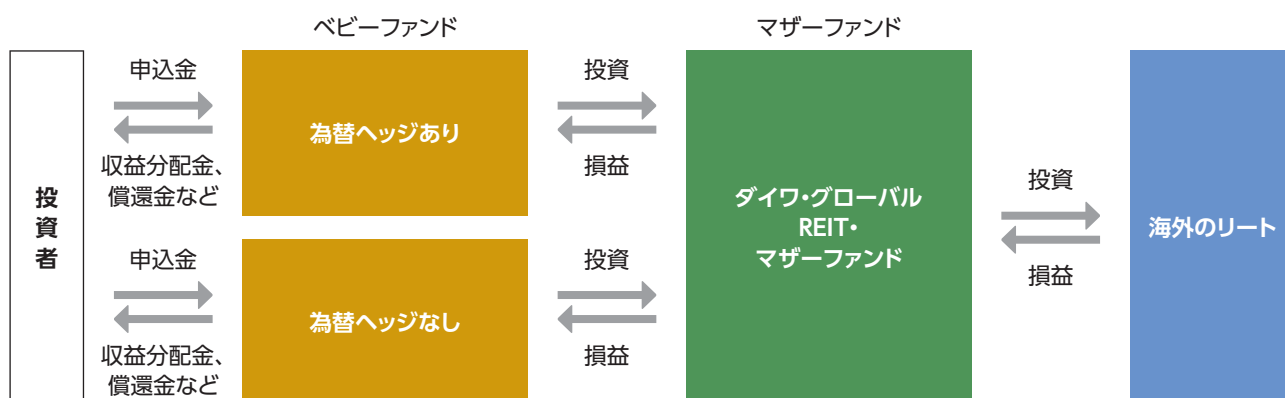 ベビーファンド
マザーファンド
投資者
申込金
収益分配金、
償還金など
為替ヘッジあり
投資
損益
申込金
収益分配金、
償還金など
為替ヘッジなし
投資
損益
ダイワ・グローバル
REIT・
マザーファンド
投資
損益
海外のリート